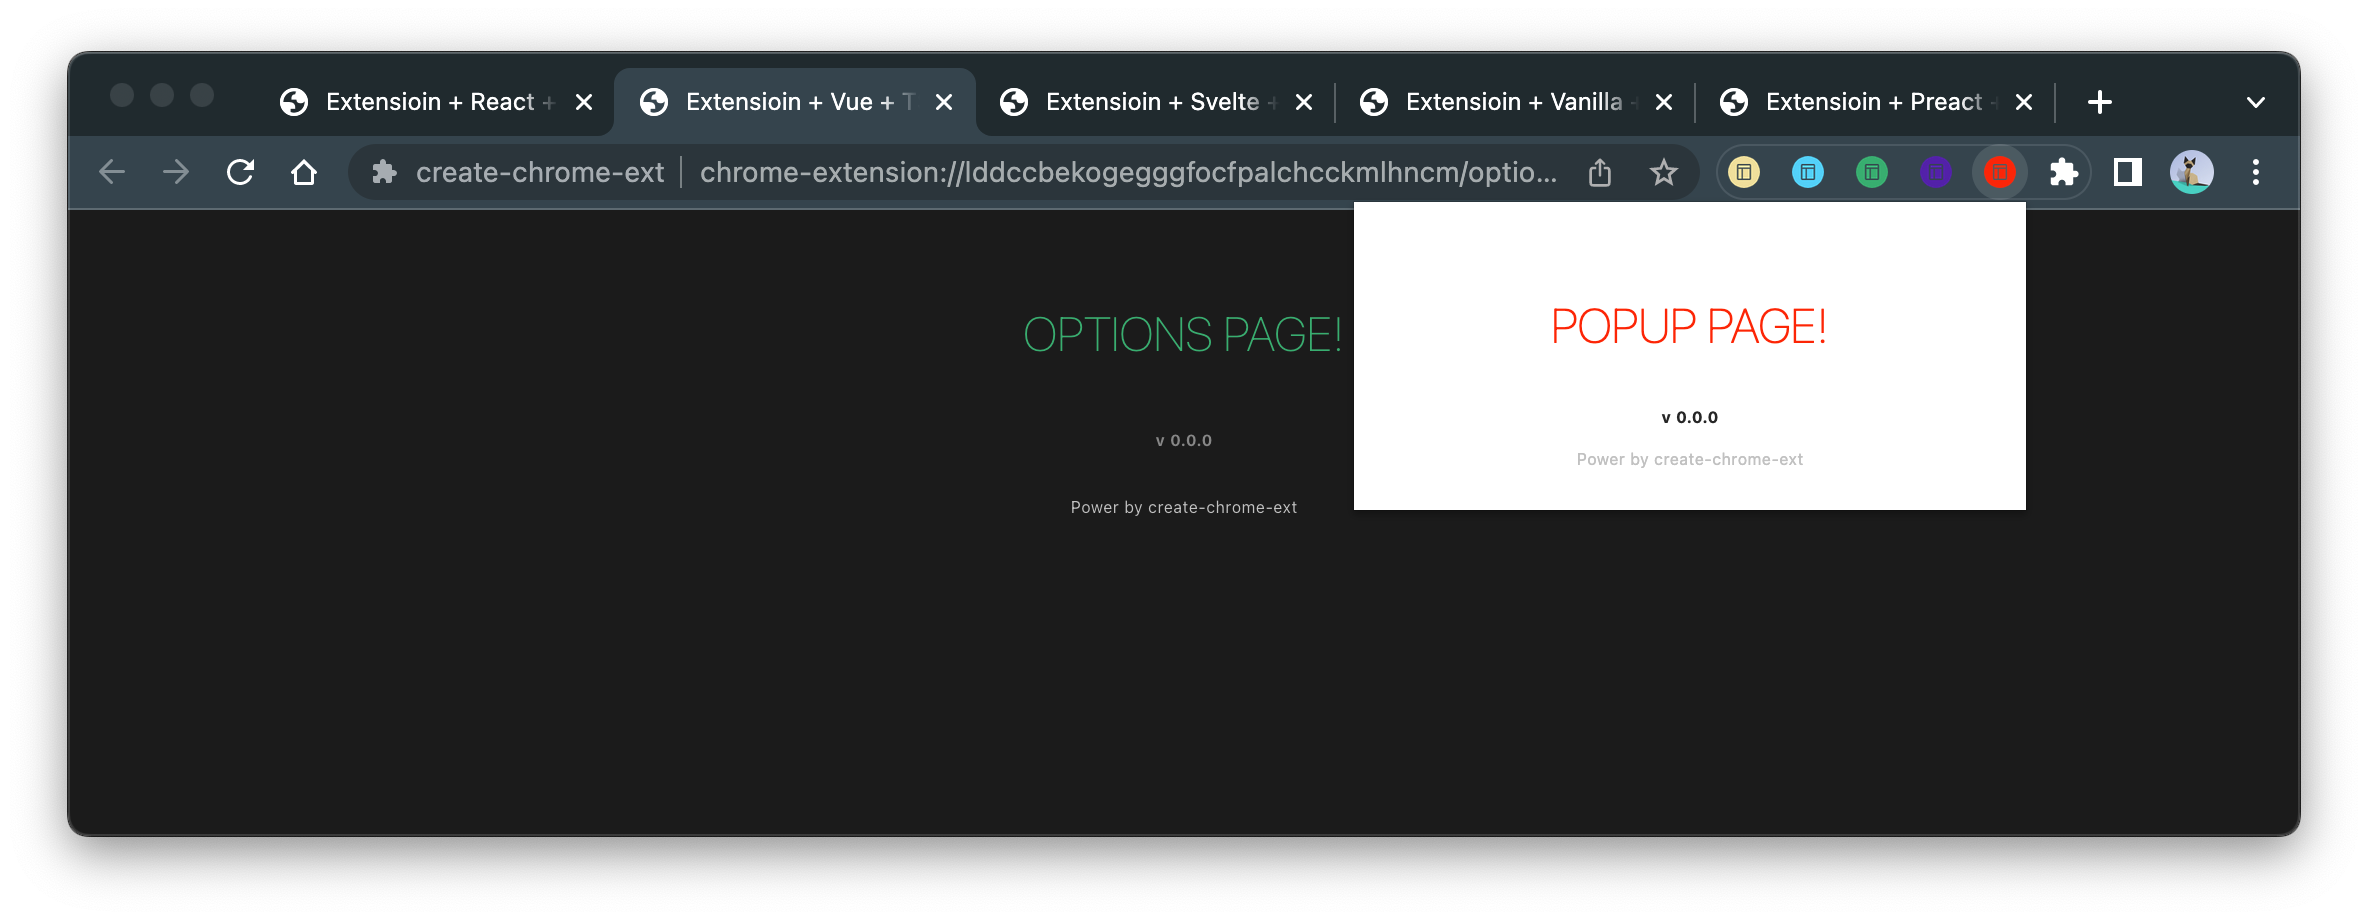 Extensioin + React +
Extensioin + Vue + T
Extensioin + Svelte +
Extensioin + Vanilla +
Extensioin + Preact +
create-chrome-ext
chrome-extension://lddccbekogegggfocfpalchcckmlhncm/optio...
OPTIONS PAGE!
v 0.0.0
Power by create-chrome-ext
POPUP PAGE!
v 0.0.0
Power by create-chrome-ext